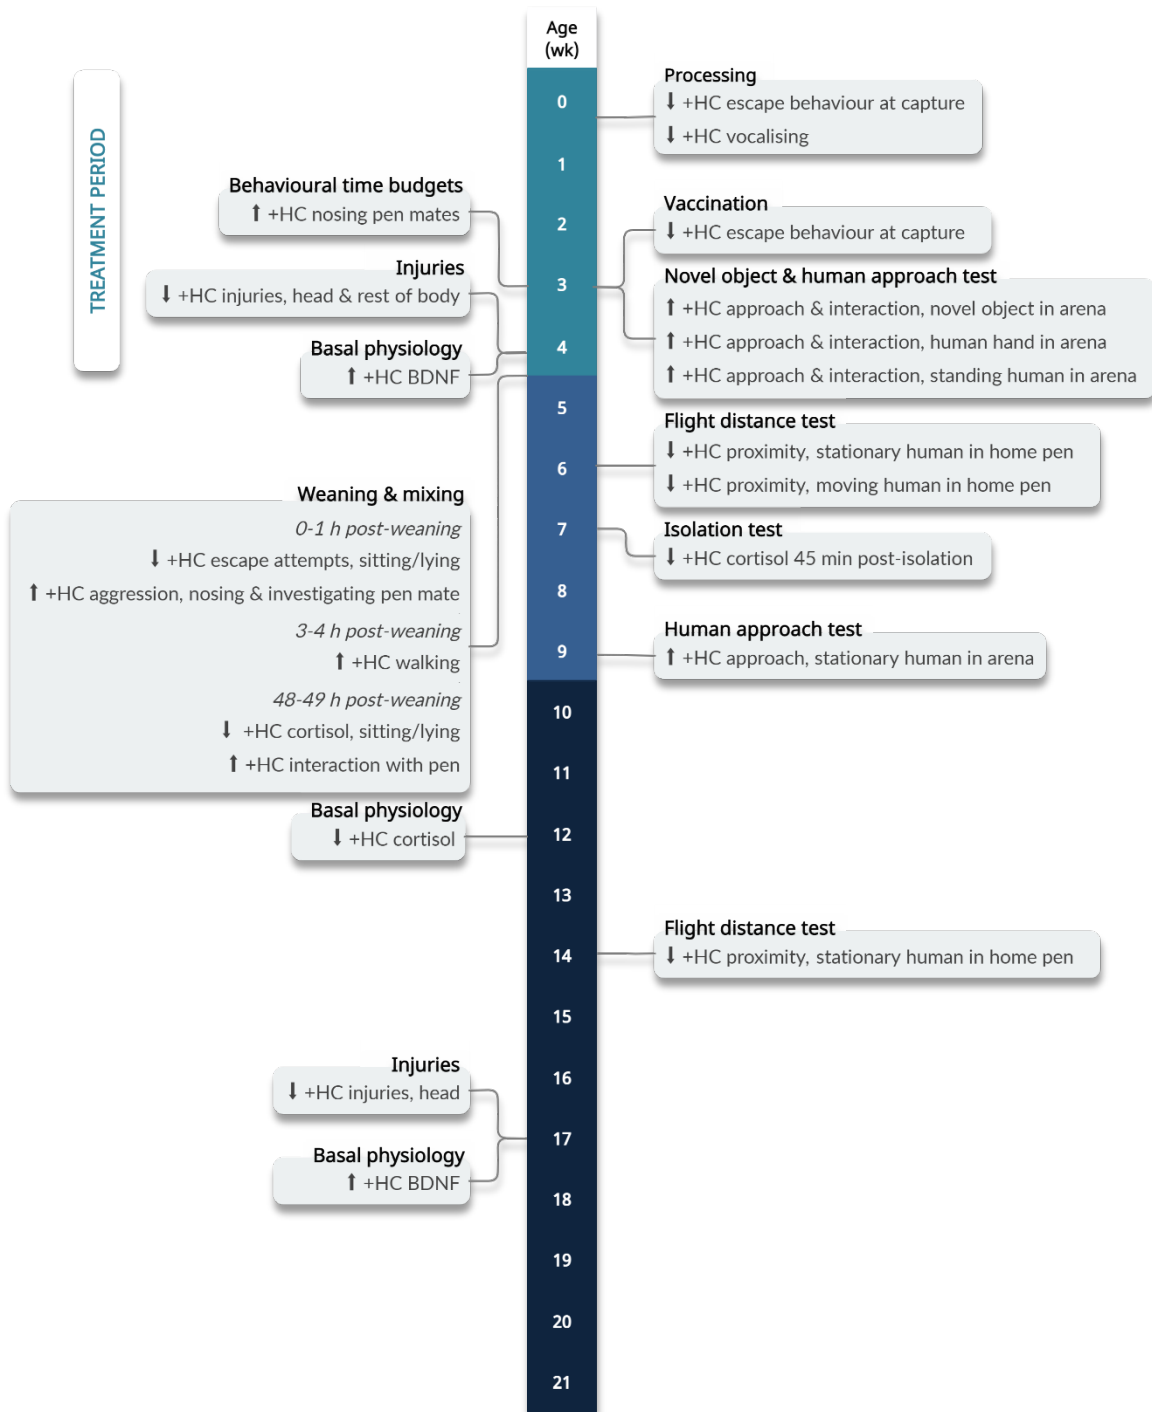 Age
(wk)
TREATMENT PERIOD
0
1
2
3
4
5
6
7
8
9
10
11
12
13
14
15
16
17
18
19
20
21
Behavioural time budgets
⬆ +HC nosing pen mates
Injuries
⬇ +HC injuries, head & rest of body
Basal physiology
⬆ +HC BDNF
Weaning & mixing
0-1 h post-weaning
⬇ +HC escape attempts, sitting/lying
⬆ +HC aggression, nosing & investigating pen mate
3-4 h post-weaning
⬆ +HC walking
48-49 h post-weaning
⬇ +HC cortisol, sitting/lying
⬆ +HC interaction with pen
Basal physiology
⬇ +HC cortisol
Injuries
⬇ +HC injuries, head
Basal physiology
⬆ +HC BDNF
Processing
⬇ +HC escape behaviour at capture
⬇ +HC vocalising
Vaccination
⬇ +HC escape behaviour at capture
Novel object & human approach test
⬆ +HC approach & interaction, novel object in arena
⬆ +HC approach & interaction, human hand in arena
⬆ +HC approach & interaction, standing human in arena
Flight distance test
⬇ +HC proximity, stationary human in home pen
⬇ +HC proximity, moving human in home pen
Isolation test
⬇ +HC cortisol 45 min post-isolation
Human approach test
⬆ +HC approach, stationary human in arena
Flight distance test
⬇ +HC proximity, stationary human in home pen